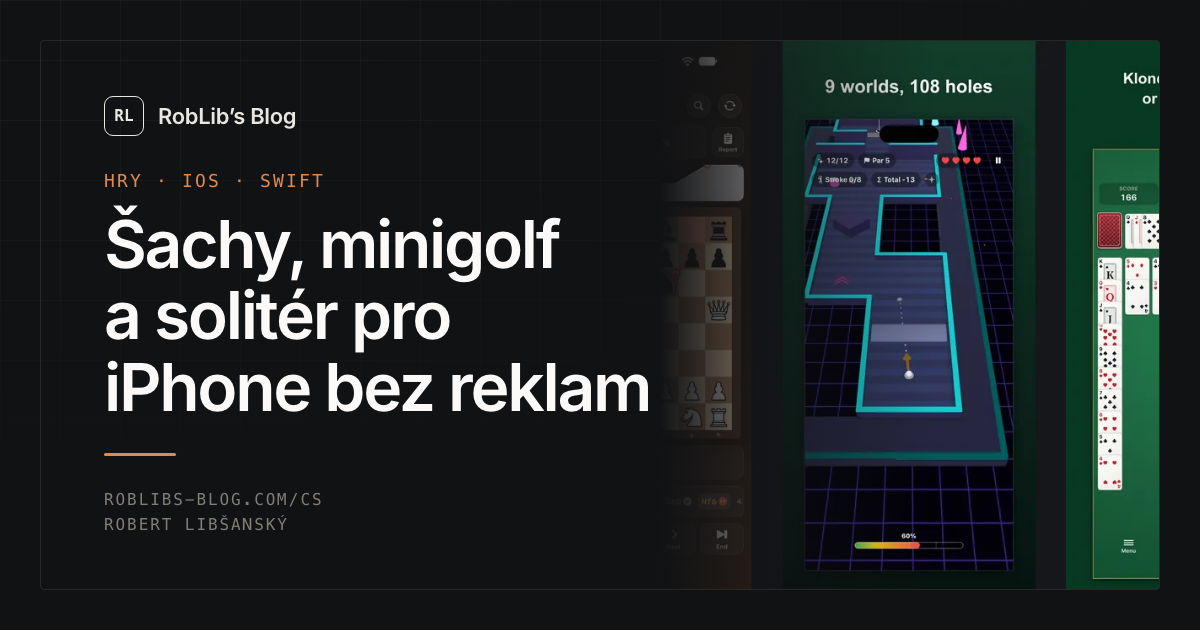 RL RobLib's Blog
HRY · IOS · SWIFT
Šachy, minigolf
a solitér pro
iPhone bez reklam
ROBLIBS-BLOG.COM/CS
ROBERT LIBŠANSKÝ
Report
End
9 worlds, 108 holes
12/12 Par 5
Stroke 0/8 Σ Total -13 +
60%
Klon
or
SCORE
166
K
Q
J
Menu